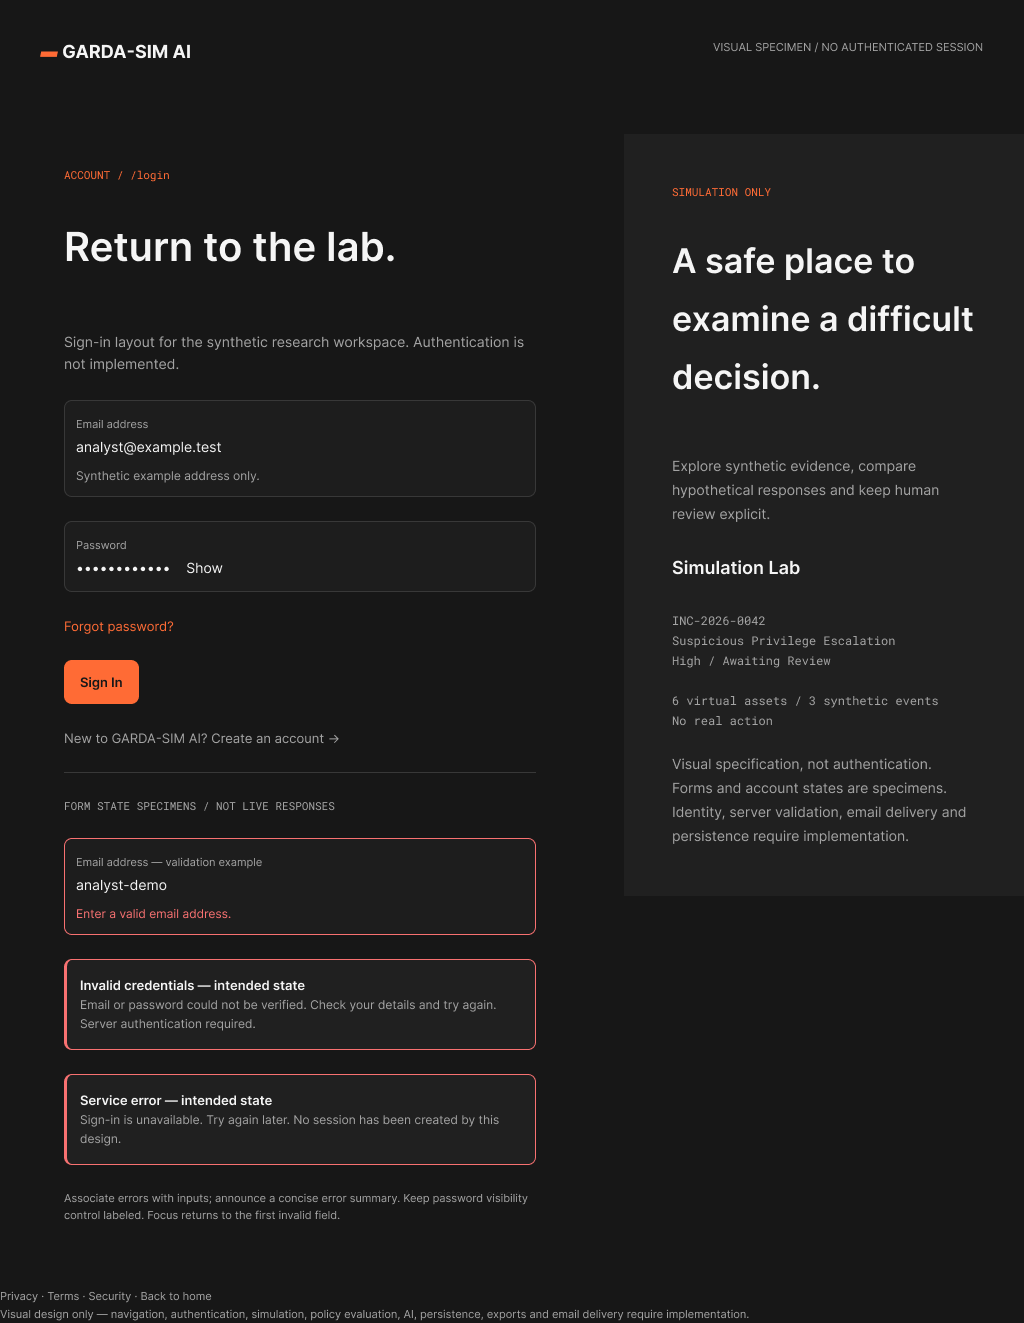 GARDA-SIM AI
VISUAL SPECIMEN / NO AUTHENTICATED SESSION
ACCOUNT / /login
Return to the lab.
Sign-in layout for the synthetic research workspace. Authentication is
not implemented.
Email address
analyst@example.test
Synthetic example address only.
Password
•••••••••••• Show
Forgot password?
Sign In
New to GARDA-SIM AI? Create an account →
FORM STATE SPECIMENS / NOT LIVE RESPONSES
Email address — validation example
analyst-demo
Enter a valid email address.
Invalid credentials — intended state
Email or password could not be verified. Check your details and try again.
Server authentication required.
Service error — intended state
Sign-in is unavailable. Try again later. No session has been created by this
design.
Associate errors with inputs; announce a concise error summary. Keep password visibility
control labeled. Focus returns to the first invalid field.
SIMULATION ONLY
A safe place to
examine a difficult
decision.
Explore synthetic evidence, compare
hypothetical responses and keep human
review explicit.
Simulation Lab
INC-2026-0042
Suspicious Privilege Escalation
High / Awaiting Review
6 virtual assets / 3 synthetic events
No real action
Visual specification, not authentication.
Forms and account states are specimens.
Identity, server validation, email delivery and
persistence require implementation.
Privacy · Terms · Security · Back to home
Visual design only — navigation, authentication, simulation, policy evaluation, AI, persistence, exports and email delivery require implementation.